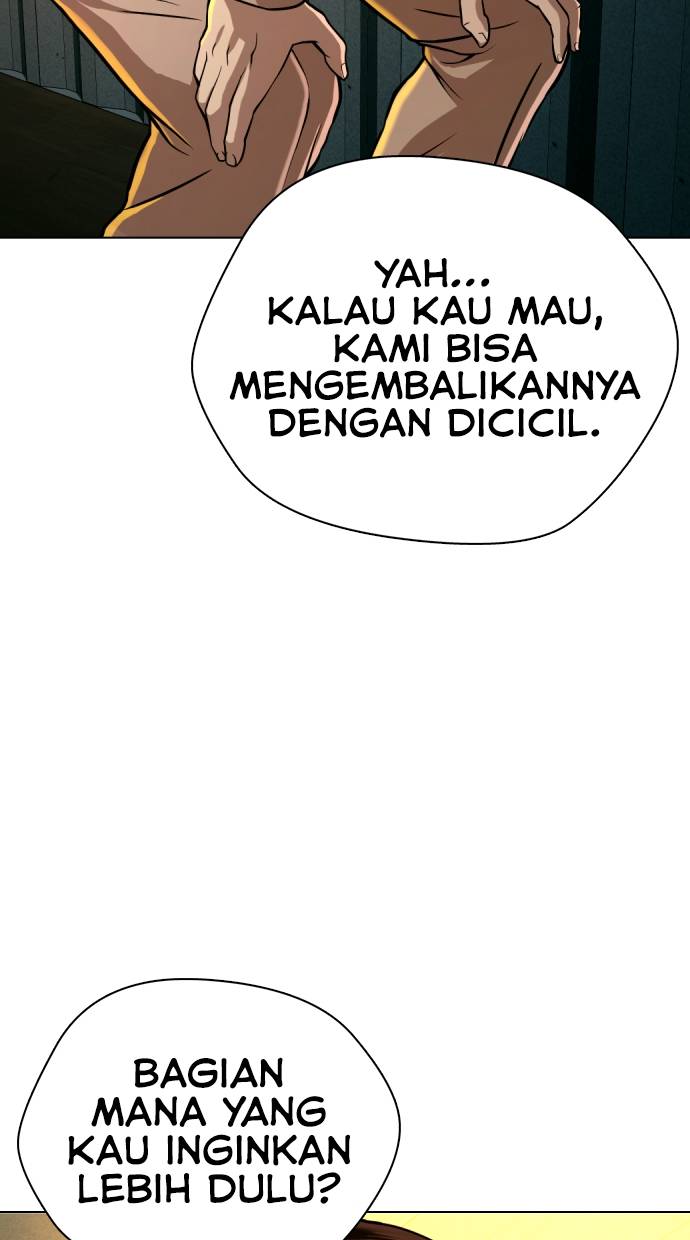 YAH...
KALAU KAU MAU,
KAMI BISA
MENGEMBALIKANNYA
DENGAN DICICIL.
BAGIAN
MANA YANG
KAU INGINKAN
LEBIH DULU?